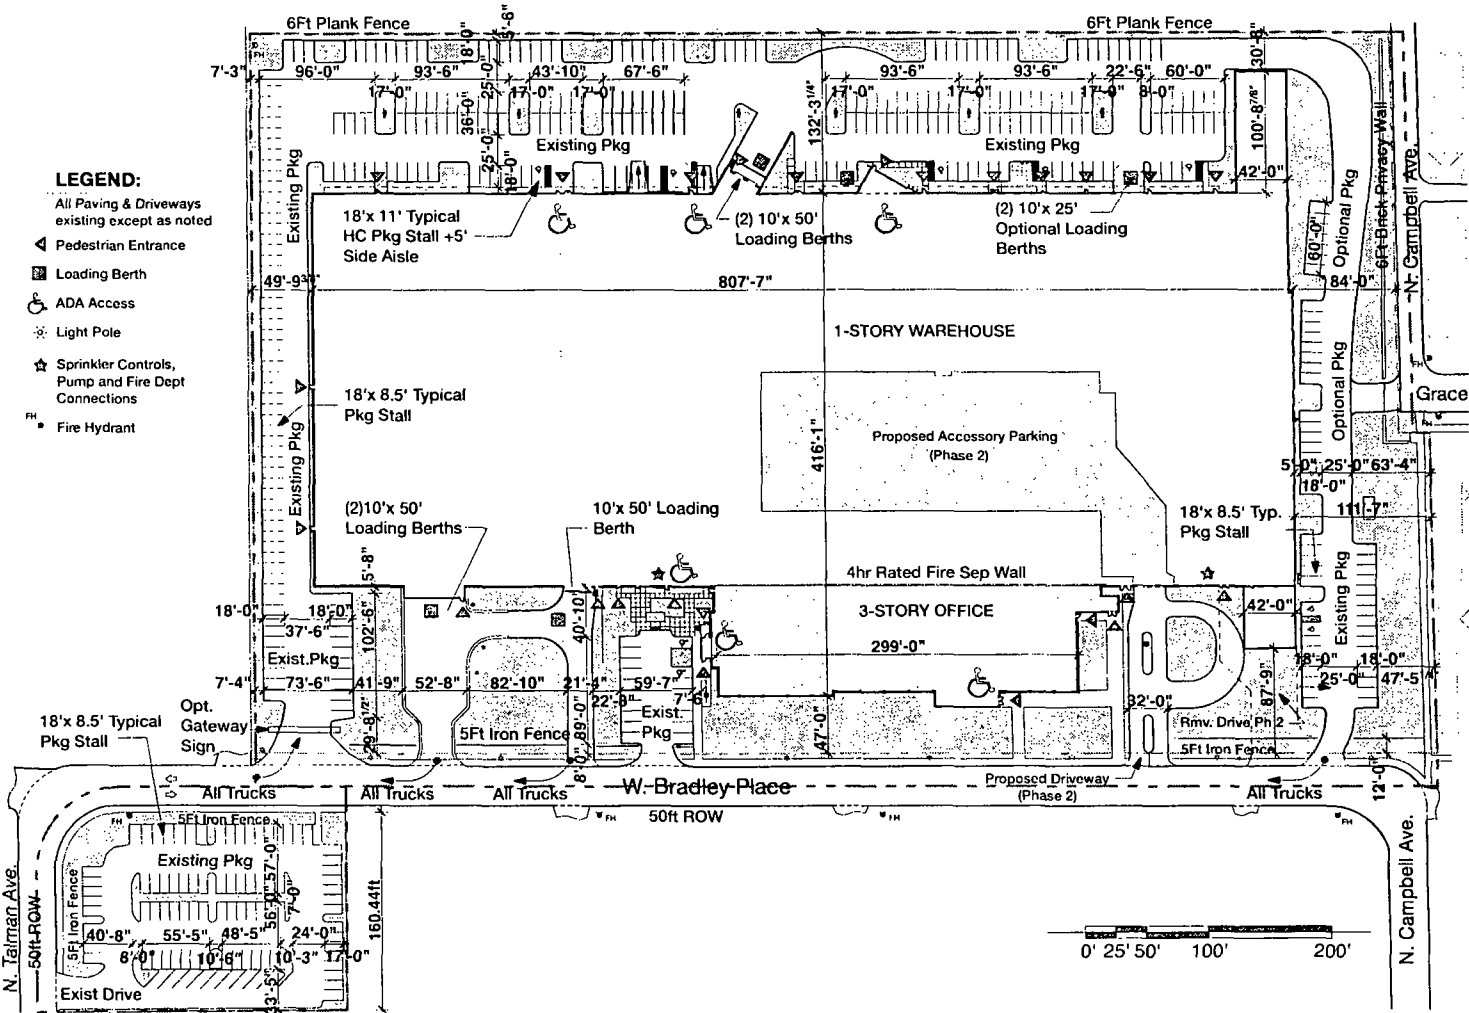 6Ft Plank Fence
6Ft Plank Fence
5'-6"
18'-0"
30'-8"
FH
7'-3"
96'-0"
93'-6"
43'-10"
67'-6"
93'-6"
93'-6"
22'-6"
60'-0"
25'-0"
17'-0"
17'-0"
17'-0"
17'-0"
17'-0"
17'-0"
8'-0"
36'-0"
132'-3 1/4"
100'-8 7/8"
Existing Pkg
Existing Pkg
25'-0"
18'-0"
42'-0"
Existing Pkg
Optional Pkg
6Ft Brick Privacy Wall
N. Campbell Ave.
LEGEND:
All Paving & Driveways
existing except as noted
Pedestrian Entrance
Loading Berth
ADA Access
Light Pole
Sprinkler Controls,
Pump and Fire Dept
Connections
FH
Fire Hydrant
18'x 11' Typical
HC Pkg Stall +5'
Side Aisle
(2) 10'x 50'
Loading Berths
(2) 10'x 25'
Optional Loading
Berths
60'-0"
807'-7"
84'-0"
1-STORY WAREHOUSE
18'x 8.5' Typical
Pkg Stall
Existing Pkg
Optional Pkg
FH
Grace
FH
Proposed Accessory Parking
(Phase 2)
416'-1"
5'-0"
25'-0"
63'-4"
18'-0"
111'-7"
(2)10'x 50'
Loading Berths
10'x 50' Loading
Berth
18'x 8.5' Typ.
Pkg Stall
4hr Rated Fire Sep Wall
3-STORY OFFICE
299'-0"
5'-8"
102'-6"
40'-10"
18'-0"
18'-0"
37'-6"
42'-0"
Existing Pkg
Exist.Pkg
7'-4"
73'-6"
41'-9"
52'-8"
82'-10"
21'-4"
59'-7"
22'-8"
7'-6"
32'-0"
87'-9"
18'-0"
18'-0"
25'-0"
47'-5
Opt.
Gateway
Sign
18'x 8.5' Typical
Pkg Stall
29'-8 1/2"
5Ft Iron Fence
89'-0"
8'-0"
Exist.
Pkg
47'-0"
Rmv. Drive Ph 2
5Ft Iron Fence
Proposed Driveway
(Phase 2)
12'-0"
All Trucks
All Trucks
All Trucks
W. Bradley Place
All Trucks
50ft ROW
FH
FH
FH
FH
5Ft Iron Fence
Existing Pkg
57'-0"
56'-0"
7'-0"
5Ft Iron Fence
40'-8"
55'-5"
48'-5"
24'-0"
10'-6"
10'-3"
17'-0"
33'-5"
Exist Drive
160.44ft
N. Talman Ave.
50ft ROW
N. Campbell Ave.
0' 25' 50' 100' 200'